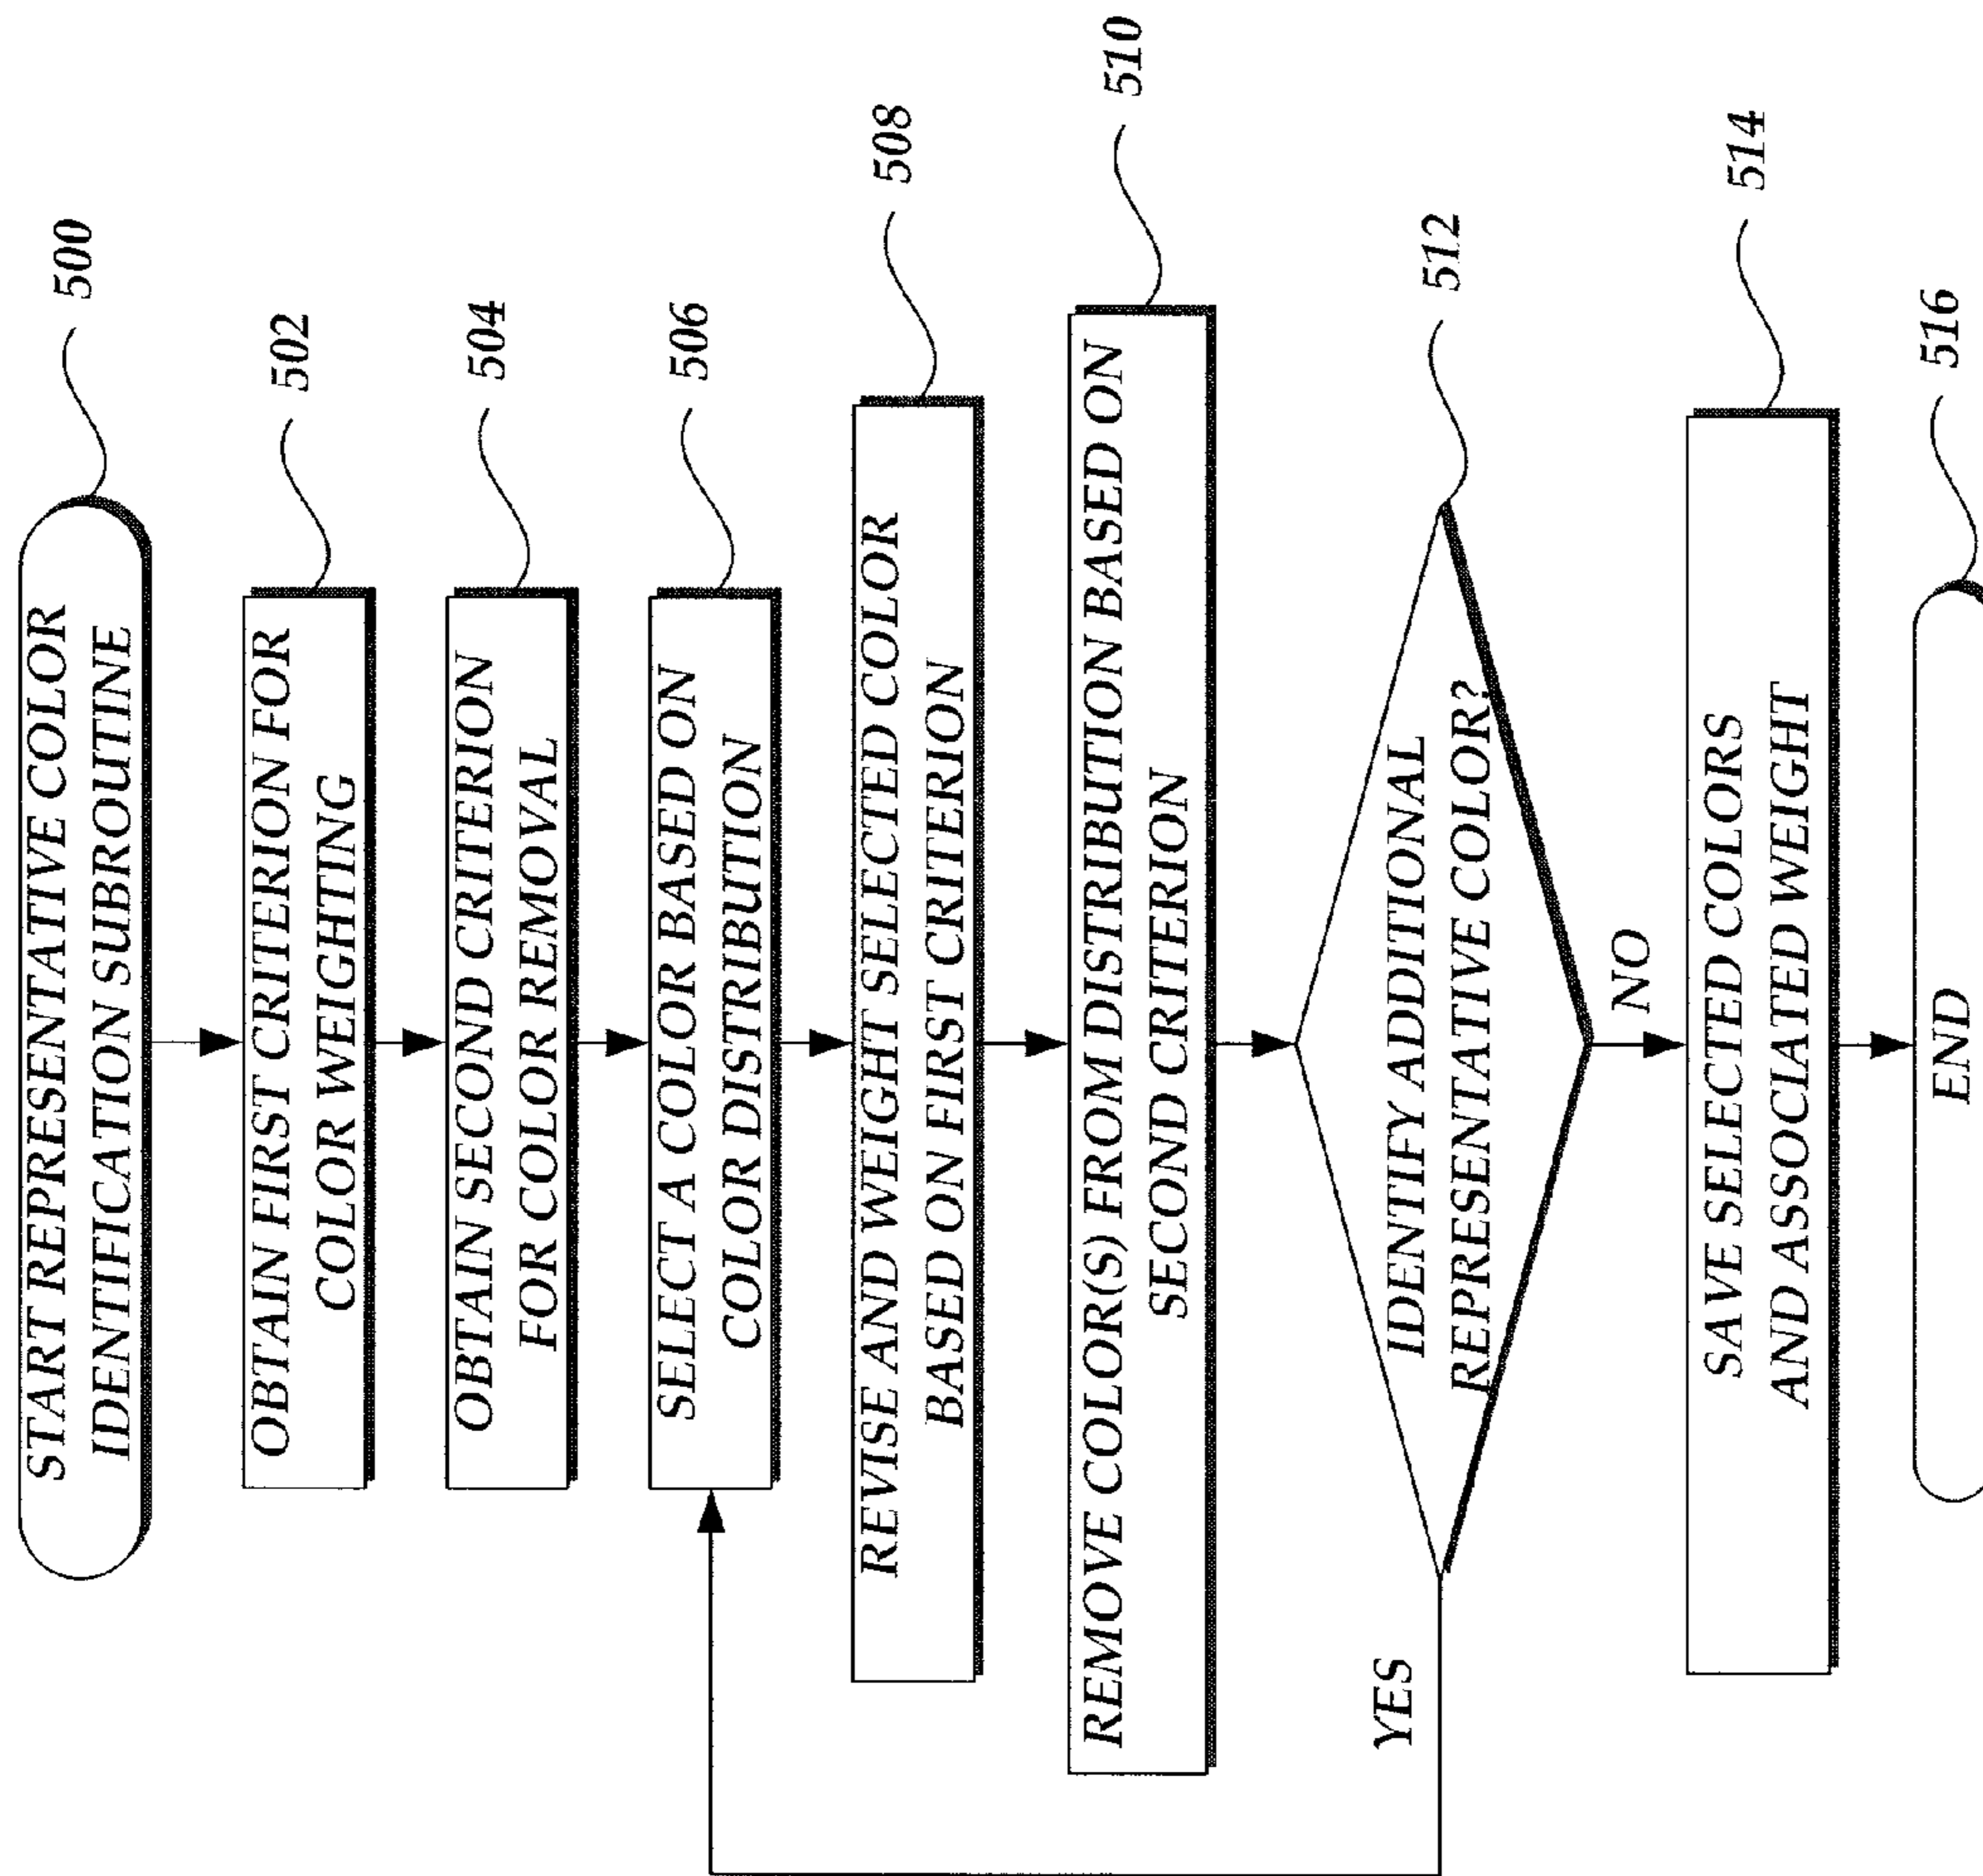 START REPRESENTATIVE COLOR
IDENTIFICATION SUBROUTINE
500
OBTAIN FIRST CRITERION FOR
COLOR WEIGHTING
502
OBTAIN SECOND CRITERION
FOR COLOR REMOVAL
504
SELECT A COLOR BASED ON
COLOR DISTRIBUTION
506
REVISE AND WEIGHT SELECTED COLOR
BASED ON FIRST CRITERION
508
REMOVE COLOR(S) FROM DISTRIBUTION BASED ON
SECOND CRITERION
510
YES
IDENTIFY ADDITIONAL
REPRESENTATIVE COLOR?
512
NO
SAVE SELECTED COLORS
AND ASSOCIATED WEIGHT
514
END
516